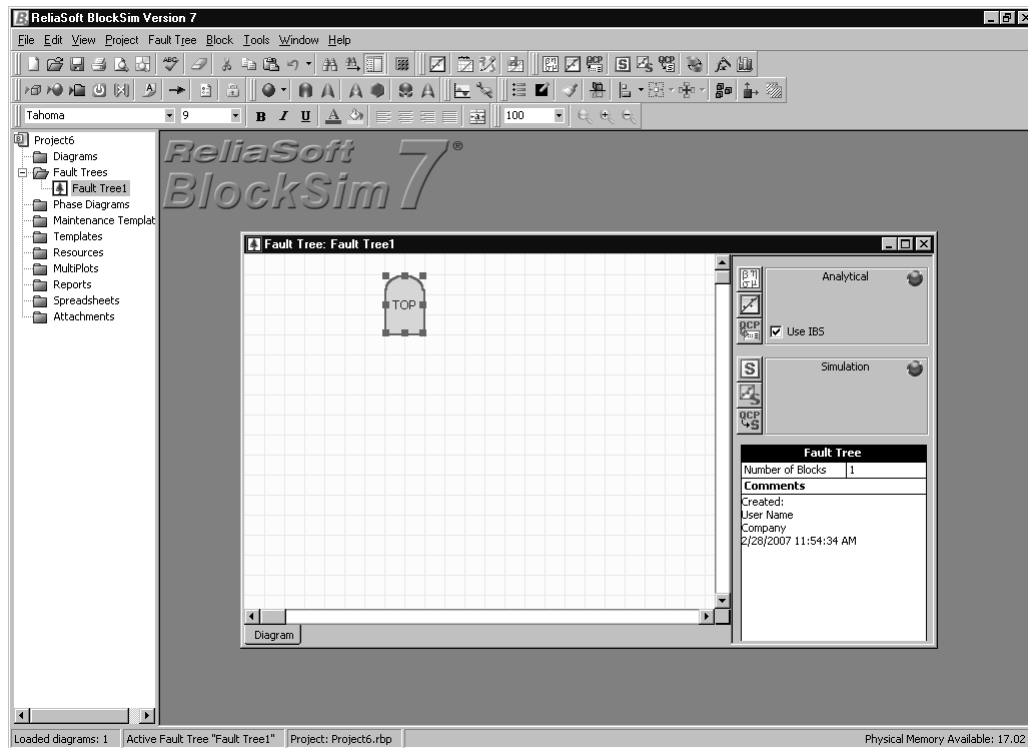 ReliaSoft BlockSim Version 7
File Edit View Project Fault Tree Block Tools Window Help
Tahoma 9 B I U A 100
Project6
Diagrams
Fault Trees
Fault Tree1
Phase Diagrams
Maintenance Templat
Templates
Resources
MultiPlots
Reports
Spreadsheets
Attachments
ReliaSoft
BlockSim 7®
Fault Tree: Fault Tree1
TOP
Diagram
Analytical
QCP
Use IBS
S
Simulation
QCP
Fault Tree
Number of Blocks 1
Comments
Created:
User Name
Company
2/28/2007 11:54:34 AM
Loaded diagrams: 1 Active Fault Tree "Fault Tree1" Project: Project6.rbp Physical Memory Available: 17.02